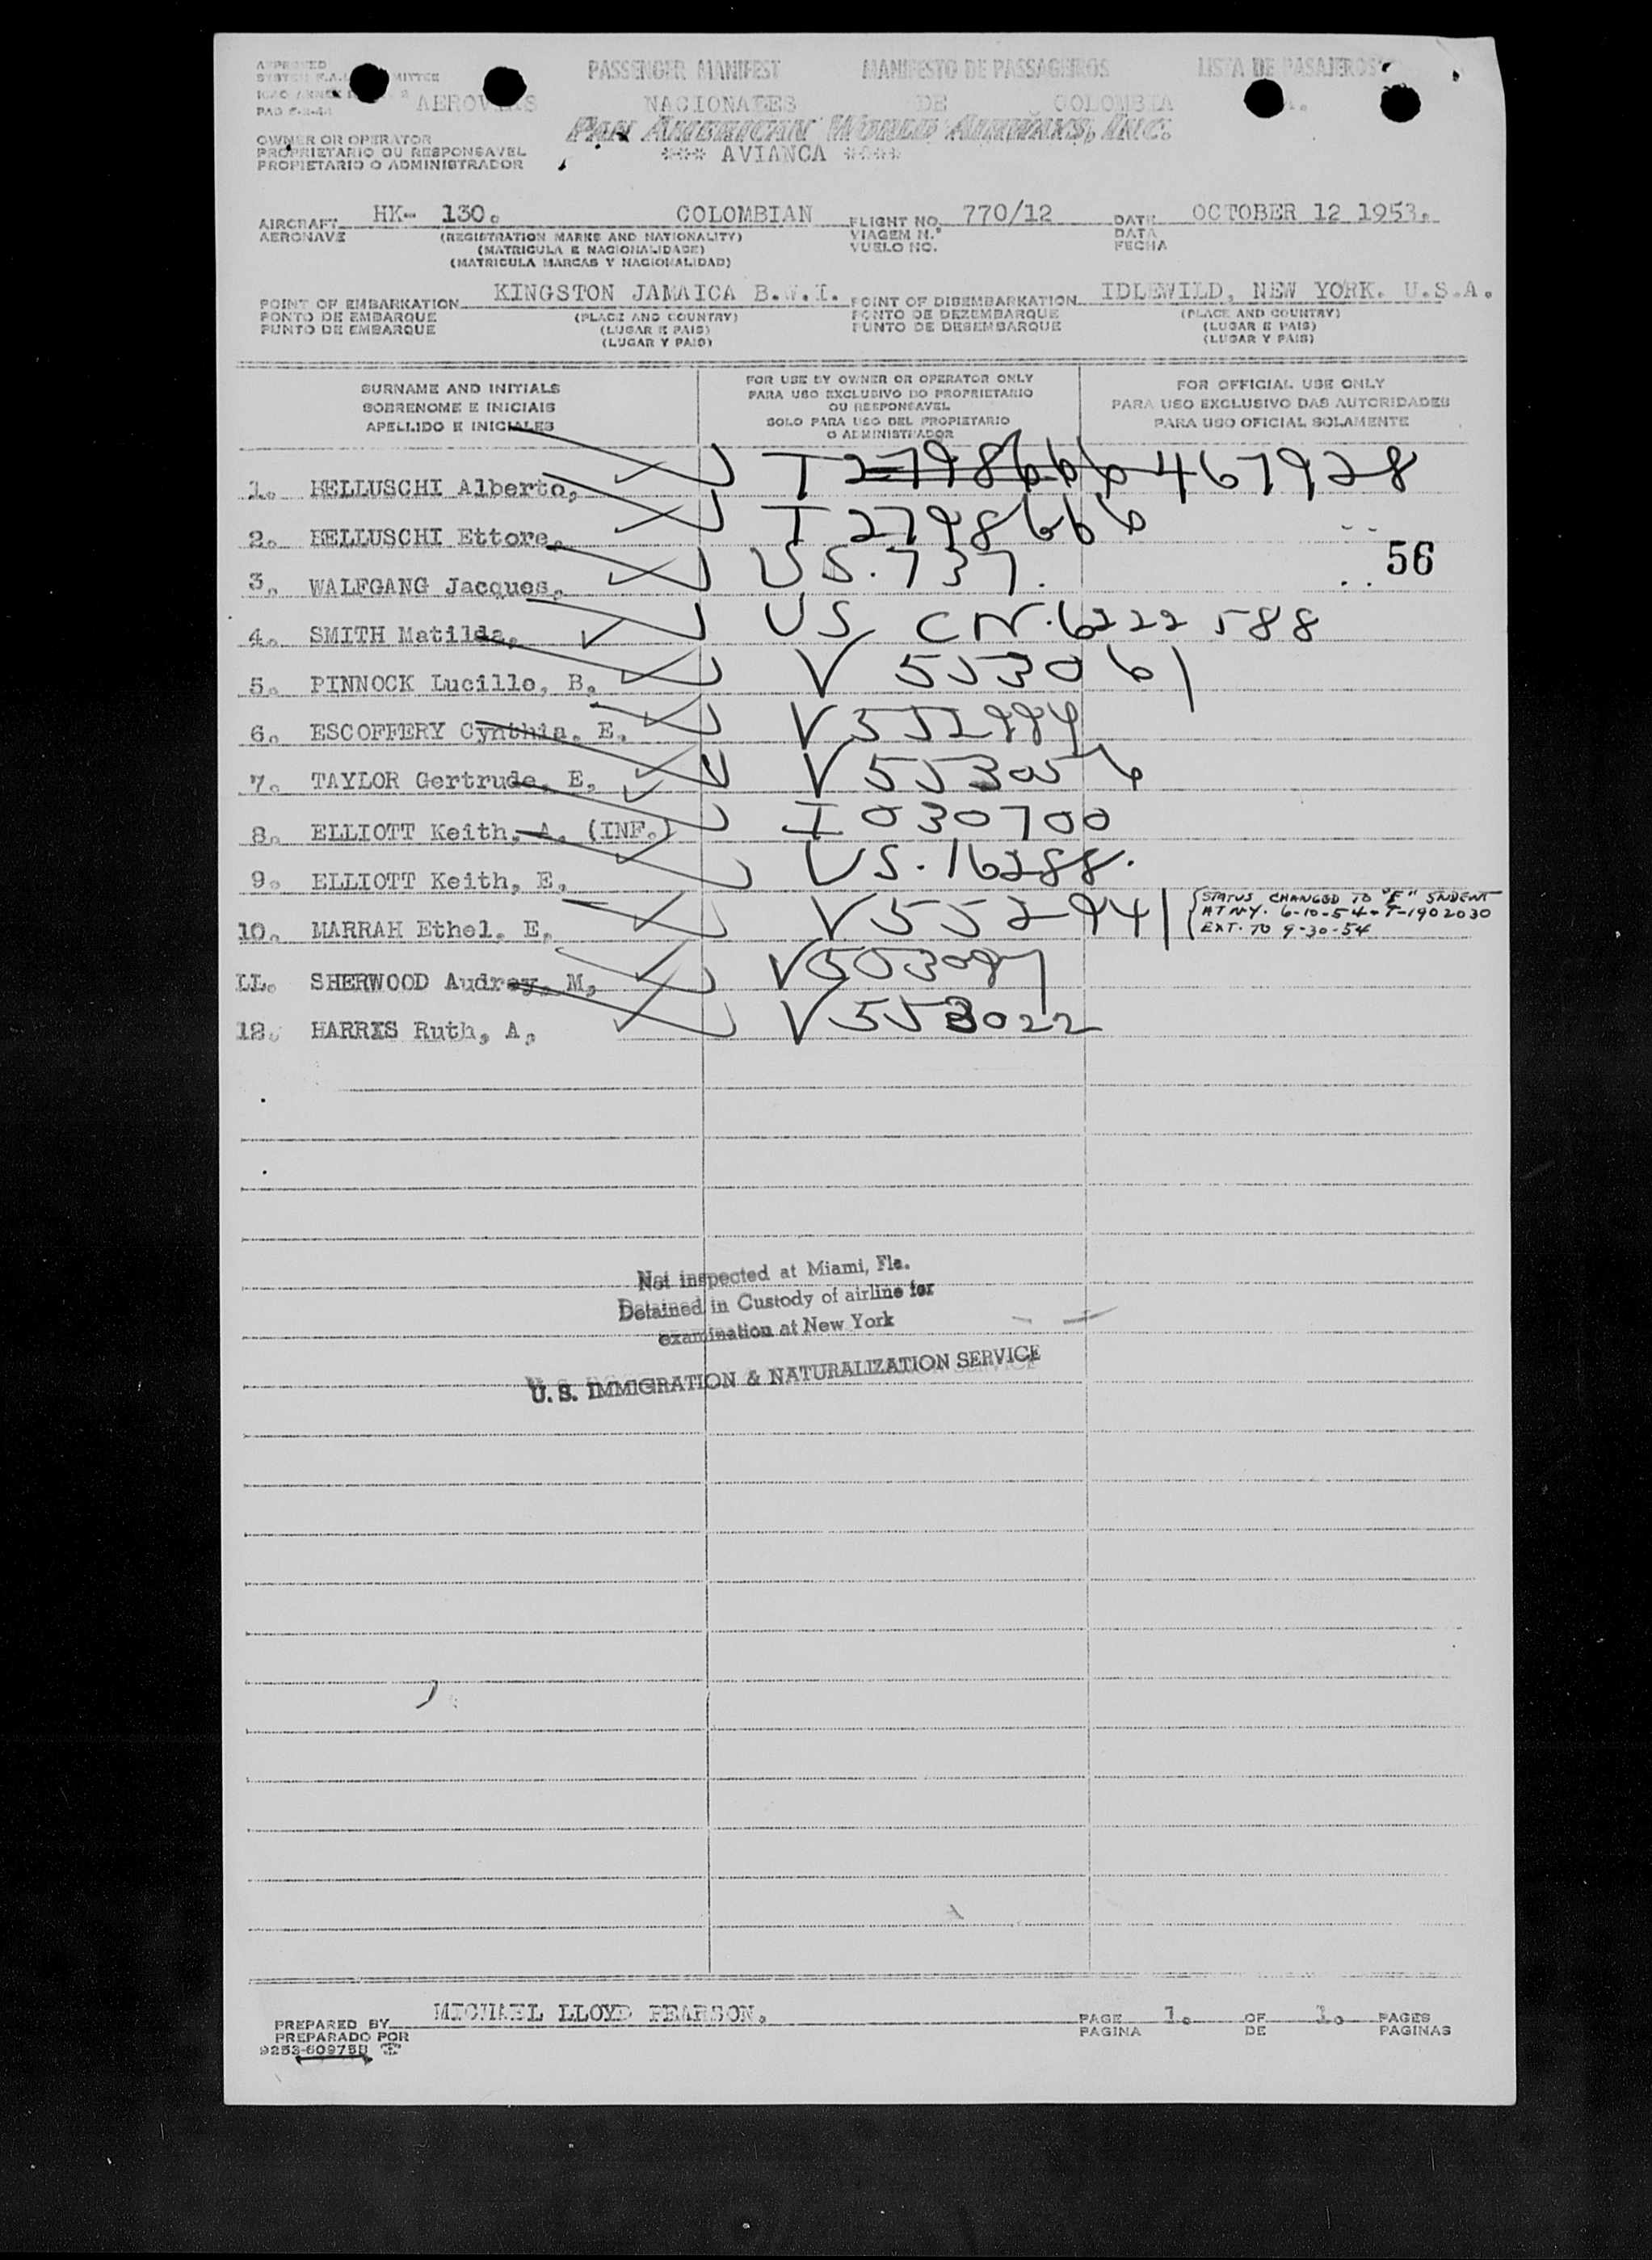 APPROVED PASSENGER MANIFEST MANIFESTO DE PASSAGEIROS LISTA DE PASAJEROS
AEROVIAS NACIONALES DE COLOMBIA
PAN AMERICAN WORLD AIRWAYS, INC.
*** AVIANCA ****
OWNER OR OPERATOR
PROPRIETARIO OU RESPONSAVEL
PROPIETARIO O ADMINISTRADOR
AIRCRAFT HK- 130. COLOMBIAN FLIGHT NO. 770/12 DATE OCTOBER 12 1953.
AERONAVE (REGISTRATION MARKS AND NATIONALITY) VIAGEM N.º DATA
(MATRICULA E NACIONALIDADE) VUELO NO. FECHA
(MATRICULA MARCAS Y NACIONALIDAD)
POINT OF EMBARKATION KINGSTON JAMAICA B.W.I. POINT OF DISEMBARKATION IDLEWILD, NEW YORK. U.S.A.
PONTO DE EMBARQUE (PLACE AND COUNTRY) PONTO DE DEZEMBARQUE (PLACE AND COUNTRY)
PUNTO DE EMBARQUE (LUGAR E PAIS) PUNTO DE DESEMBARQUE (LUGAR E PAIS)
(LUGAR Y PAIS) (LUGAR Y PAIS)
SURNAME AND INITIALS
SOBRENOME E INICIAIS
APELLIDO E INICIALES
FOR USE BY OWNER OR OPERATOR ONLY
PARA USO EXCLUSIVO DO PROPRIETARIO
OU RESPONSAVEL
SOLO PARA USO DEL PROPIETARIO
O ADMINISTRADOR
FOR OFFICIAL USE ONLY
PARA USO EXCLUSIVO DAS AUTORIDADES
PARA USO OFICIAL SOLAMENTE
1. BELLUSCHI Alberto, T 2798666 467928
2. BELLUSCHI Ettore, T 2798666
56
3. WALFGANG Jacques, US. 737.
4. SMITH Matilda, US CN. 6222588
5. PINNOCK Lucille, B. V 553061
6. ESCOFFERY Cynthia, E. V 552984
7. TAYLOR Gertrude, E. V 553056
8. ELLIOTT Keith, A. (INF.) I 030700
9. ELLIOTT Keith, E. US. 16288.
10. MARRAH Ethel, E. V 552941 STATUS CHANGED TO "F" STUDENT
AT N.Y. 6-10-54 - T-1902030
EXT. TO 9-30-54
11. SHERWOOD Audrey, M, V 553087
12. HARRIS Ruth, A, V 553022
Not inspected at Miami, Fla.
Detained in Custody of airline for
examination at New York
U. S. IMMIGRATION & NATURALIZATION SERVICE
PREPARED BY MICHAEL LLOYD PEARSON. PAGE 1. OF 1. PAGES
PREPARADO POR PAGINA DE PAGINAS
9253-60975B